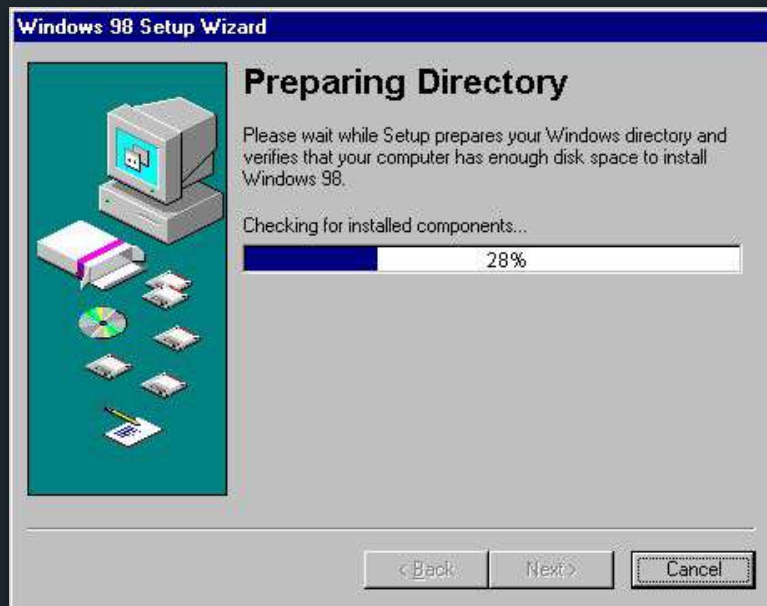 Windows 98 Setup Wizard
Preparing Directory
Please wait while Setup prepares your Windows directory and
verifies that your computer has enough disk space to install
Windows 98.
Checking for installed components...
28%
< Back
Next >
Cancel